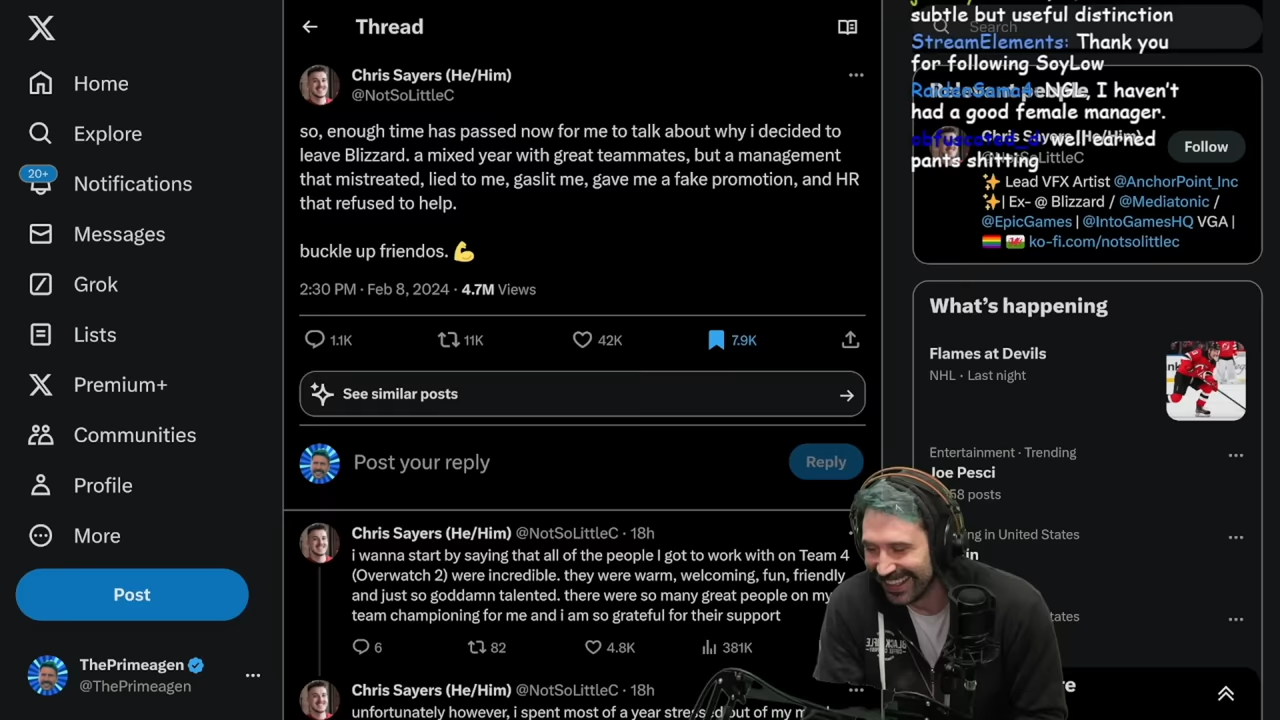 Home
Explore
20+
Notifications
Messages
Grok
Lists
Premium+
Communities
Profile
More
Post
ThePrimeagen
@ThePrimeagen
Thread
Chris Sayers (He/Him)
@NotSoLittleC
so, enough time has passed now for me to talk about why i decided to
leave Blizzard. a mixed year with great teammates, but a management
that mistreated, lied to me, gaslit me, gave me a fake promotion, and HR
that refused to help.
buckle up friendos. 💪
2:30 PM · Feb 8, 2024 · 4.7M Views
1.1K
11K
42K
7.9K
See similar posts
Post your reply
Reply
Chris Sayers (He/Him) @NotSoLittleC · 18h
i wanna start by saying that all of the people I got to work with on Team 4
(Overwatch 2) were incredible. they were warm, welcoming, fun, friendly
and just so goddamn talented. there were so many great people on my
team championing for me and i am so grateful for their support
6
82
4.8K
381K
Chris Sayers (He/Him) @NotSoLittleC · 18h
unfortunately however, i spent most of a year stressed out of my
subtle but useful distinction
Search
StreamElements: Thank you
for following SoyLow
NGL, I haven't
had a good female manager.
obfuscated_d: well earned
pants shitting
Chris Sayers (He/Him)
@NotSoLittleC
Follow
✨ Lead VFX Artist @AnchorPoint_Inc
✨| Ex- @ Blizzard / @Mediatonic /
@EpicGames | @IntoGamesHQ VGA |
🏳️‍🌈 🏴󠁧󠁢󠁷󠁬󠁳󠁿 ko-fi.com/notsolittlec
What's happening
Flames at Devils
NHL · Last night
Entertainment · Trending
Joe Pesci
58 posts
in United States